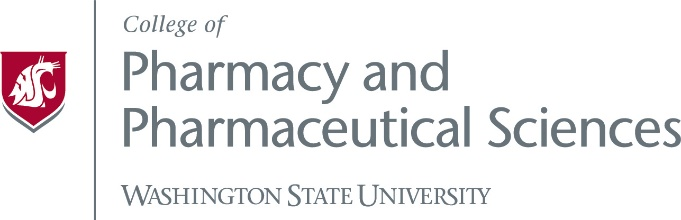 College of
Pharmacy and
Pharmaceutical Sciences
WASHINGTON STATE UNIVERSITY